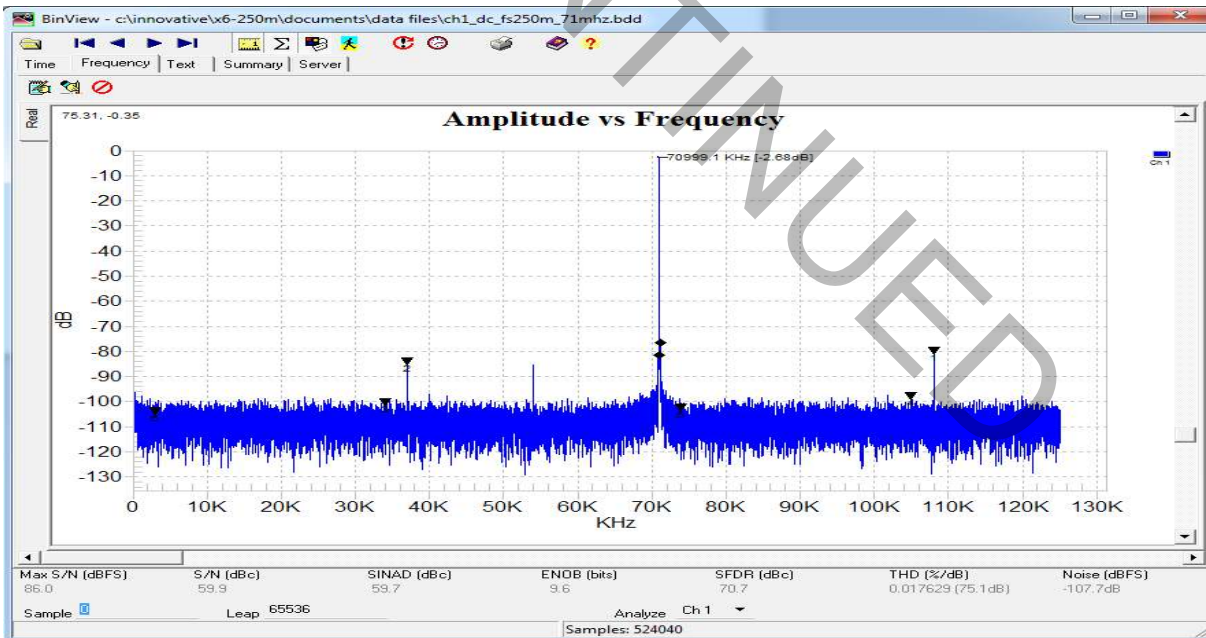 BinView - c:\innovative\x6-250m\documents\data files\ch1_dc_fs250m_71mhz.bdd
Time Frequency Text Summary Server
Real
75.31, -0.35
Amplitude vs Frequency
70999.1 KHz [-2.68dB]
Ch 1
0
-10
-20
-30
-40
-50
-60
-70
-80
-90
-100
-110
-120
-130
dB
2
0 10K 20K 30K 40K 50K 60K 70K 80K 90K 100K 110K 120K 130K
KHz
Max S/N (dBFS) S/N (dBc) SINAD (dBc) ENOB (bits) SFDR (dBc) THD (%/dB) Noise (dBFS)
86.0 59.9 59.7 9.6 70.7 0.017629 (75.1dB) -107.7dB
Sample 0 Leap 65536 Analyze Ch 1
Samples: 524040
NTINUED